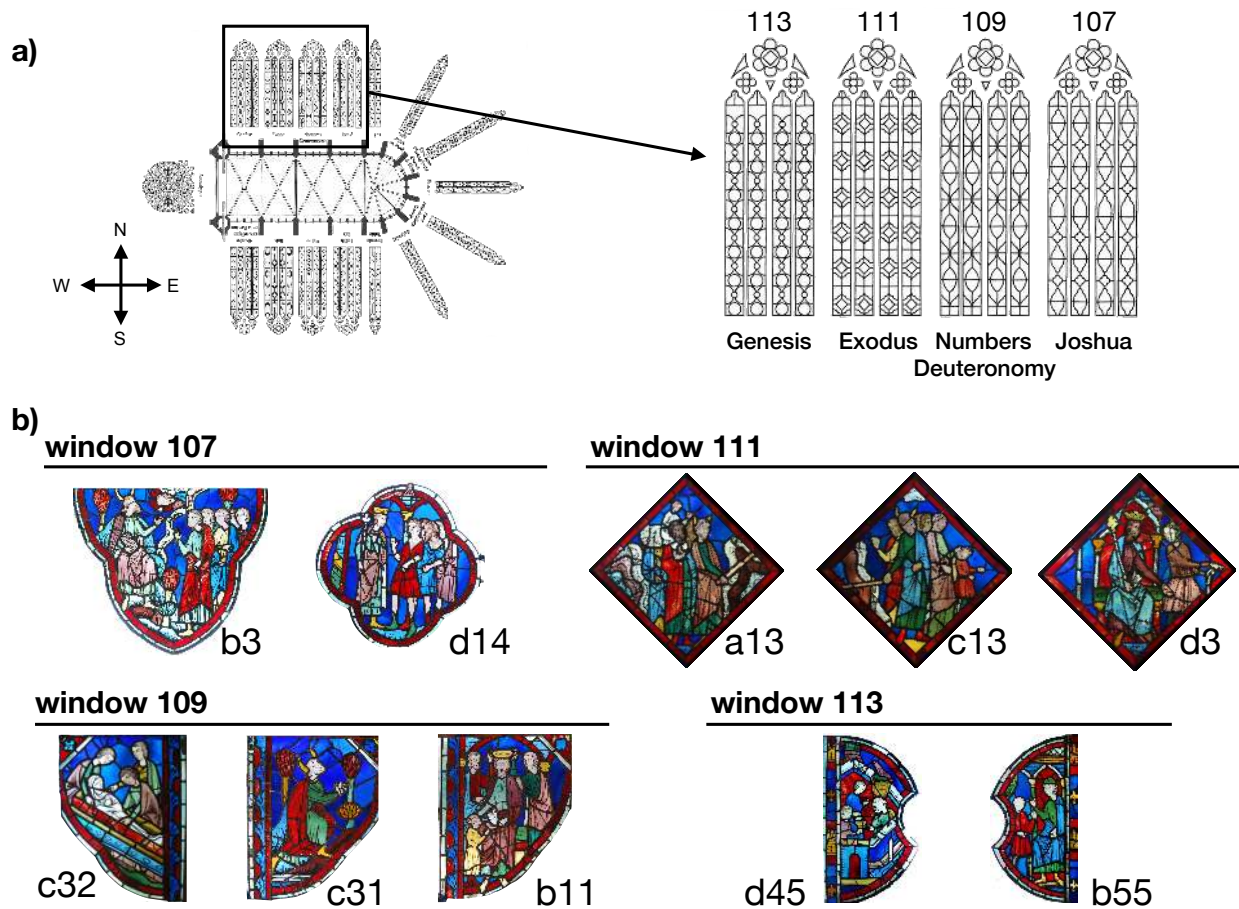 a)
N
W E
S
113 111 109 107
Genesis Exodus Numbers Joshua
Deuteronomy
b)
window 107 window 111
b3 d14 a13 c13 d3
window 109 window 113
c32 c31 b11 d45 b55